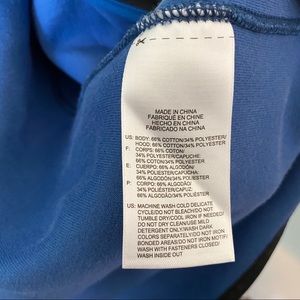 MADE IN CHINA
FABRIQUÉ EN CHINE
HECHO EN CHINA
FABRICADO NA CHINA
US: BODY: 66% COTTON/34% POLYESTER/
HOOD: 66% COTTON/34% POLYESTER
F: CORPS: 66% COTON/
34% POLYESTER/CAPUCHE:
66% COTON/34% POLYESTER
E: CUERPO: 66% ALGODÓN/
34% POLIÉSTER/CAPUCHA:
66% ALGODÓN/34% POLIÉSTER
P: CORPO: 66% ALGODÃO/
34% POLIÉSTER/CAPUZ:
66% ALGODÃO/34% POLIÉSTER
US: MACHINE WASH COLD DELICATE
CYCLE/DO NOT BLEACH/DO NOT
TUMBLE DRY/COOL IRON IF NEEDED/
DO NOT DRY CLEAN/USE MILD
DETERGENT ONLY/WASH DARK
COLORS SEPARATELY/DO NOT IRON
BONDED AREAS/DO NOT IRON MOTIF/
WASH WITH FASTENERS CLOSED/
WASH INSIDE OUT